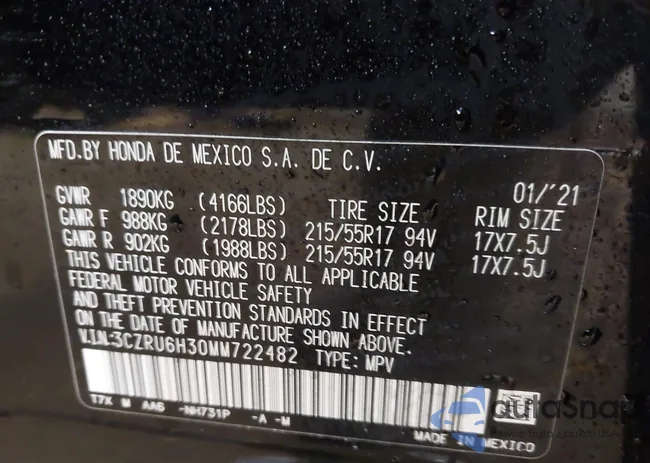 MFD.BY HONDA DE MEXICO S.A. DE C.V.
01/'21
GVWR 1890KG (4166LBS) TIRE SIZE RIM SIZE
GAWR F 988KG (2178LBS) 215/55R17 94V 17X7.5J
GAWR R 902KG (1988LBS) 215/55R17 94V 17X7.5J
THIS VEHICLE CONFORMS TO ALL APPLICABLE
FEDERAL MOTOR VEHICLE SAFETY
AND THEFT PREVENTION STANDARDS IN EFFECT
ON THE DATE OF MANUFACTURE SHOWN ABOVE.
V.I.N:3CZRU6H30MM722482 TYPE: MPV
T7X M AA6 -NH731P -A -M
MADE IN MEXICO
AutoSnap